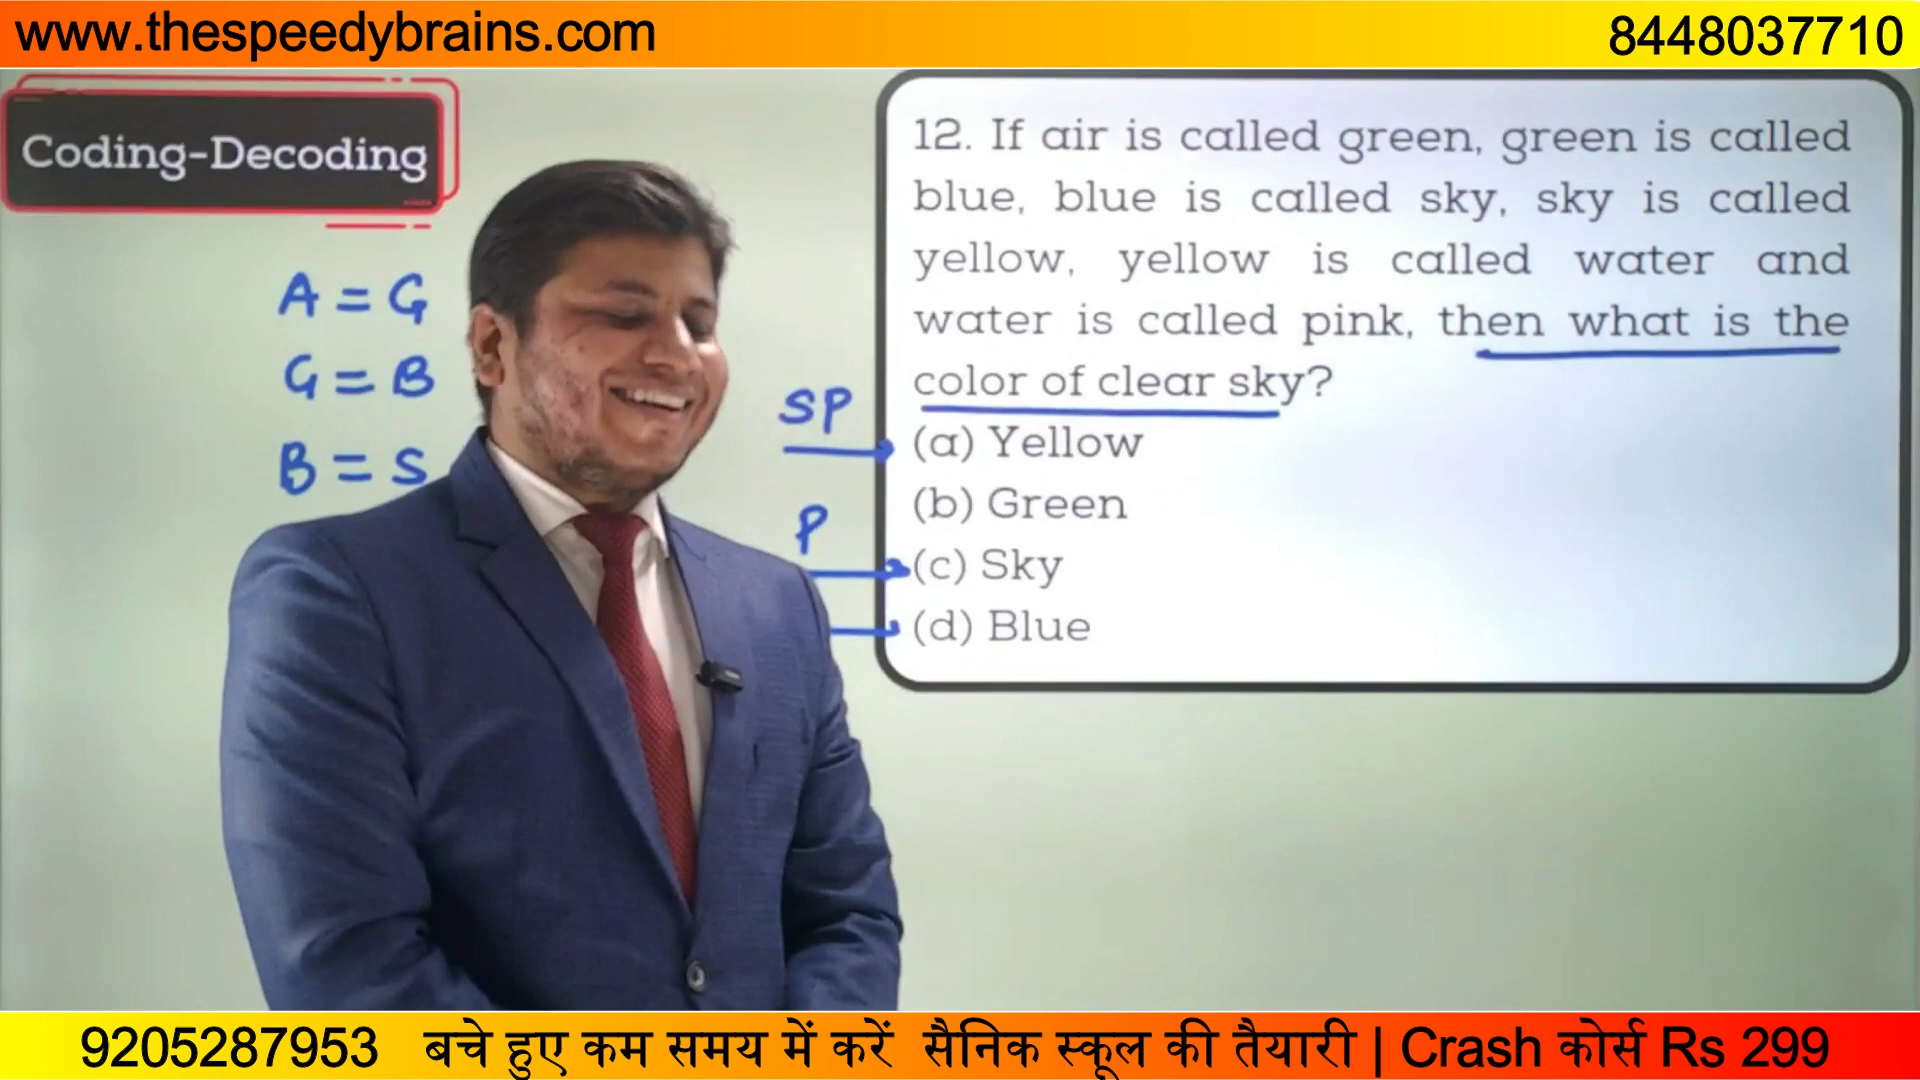 www.thespeedybrains.com
8448037710
Coding-Decoding
A = G
G = B
B = S
SP
P
12. If air is called green, green is called
blue, blue is called sky, sky is called
yellow, yellow is called water and
water is called pink, then what is the
color of clear sky?
(a) Yellow
(b) Green
(c) Sky
(d) Blue
9205287953 बचे हुए कम समय में करें सैनिक स्कूल की तैयारी | Crash कोर्स Rs 299